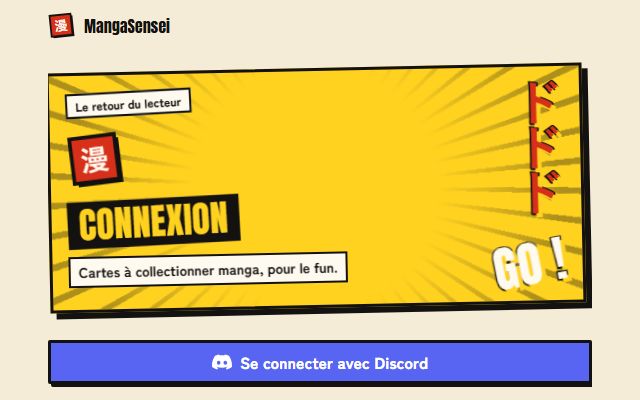 漫 MangaSensei
Le retour du lecteur
漫
CONNEXION
Cartes à collectionner manga, pour le fun.
ドドド
GO !
Se connecter avec Discord